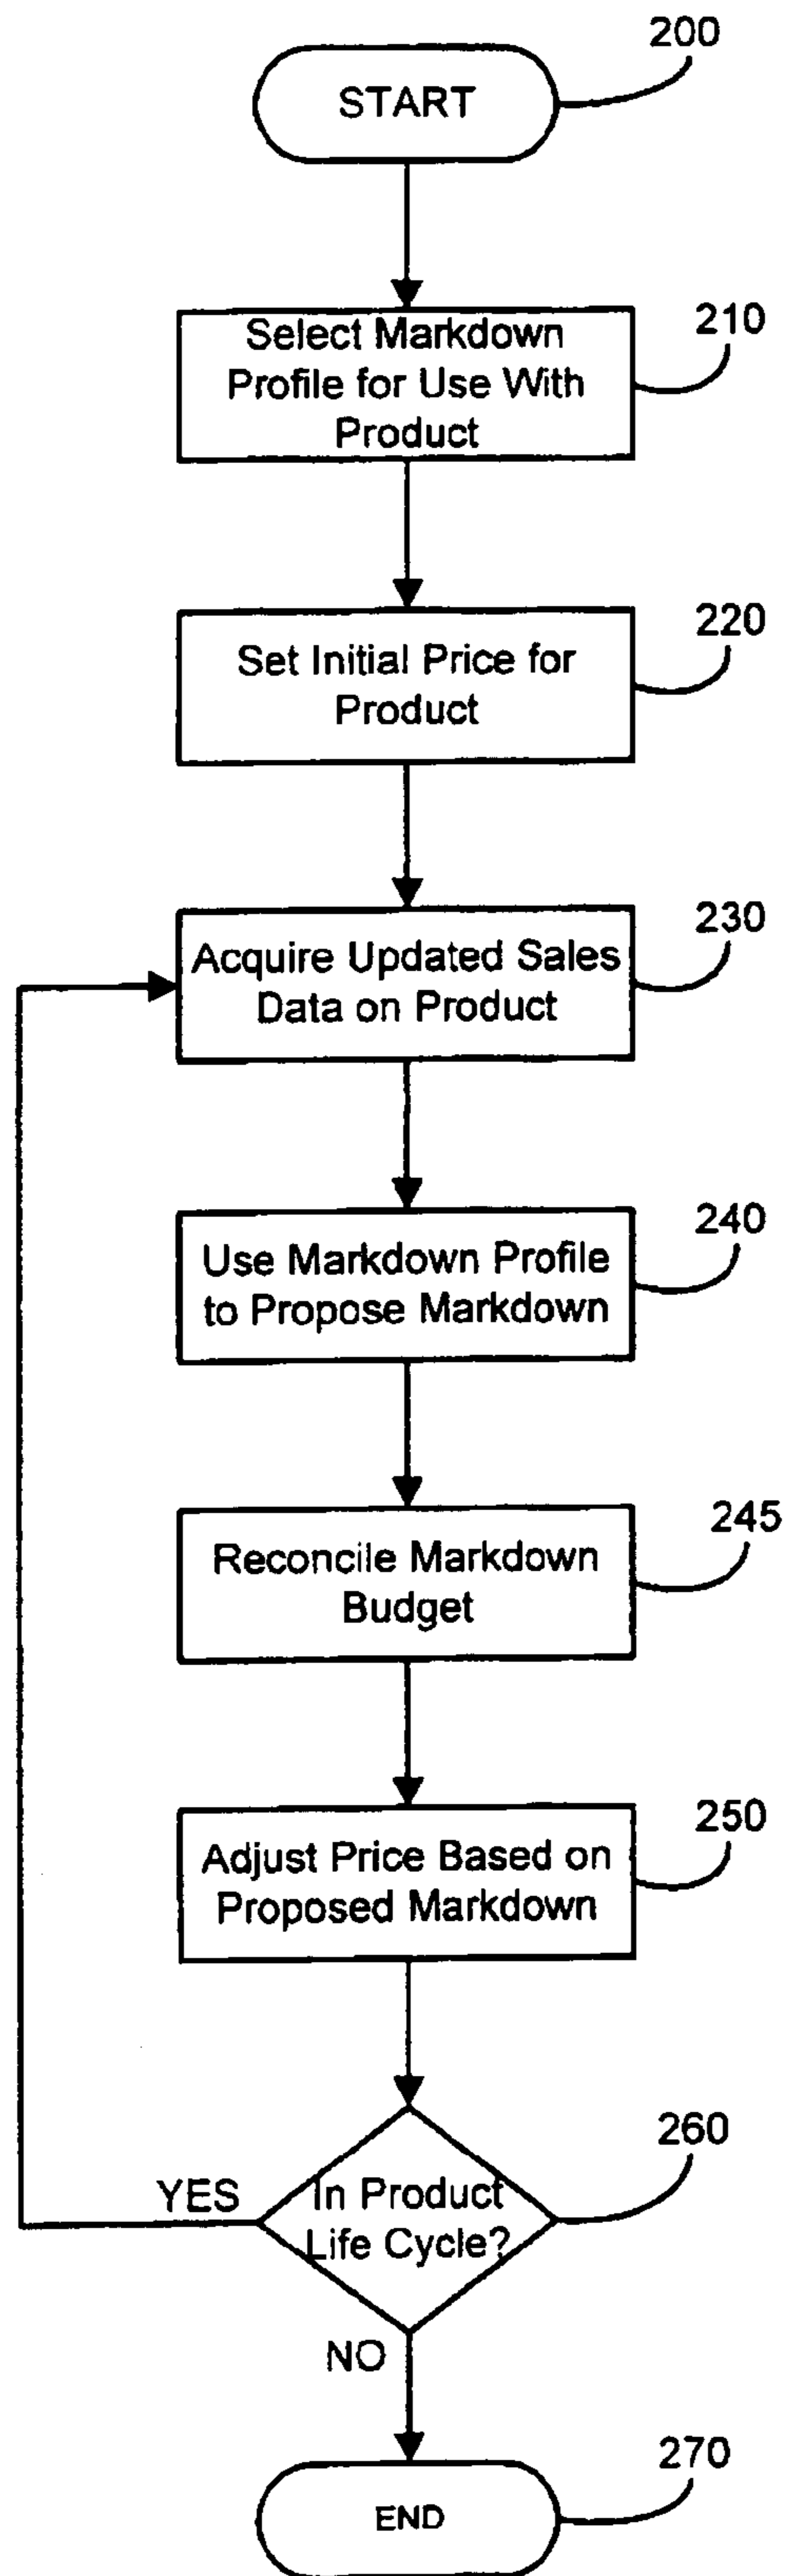 200
START
210
Select Markdown
Profile for Use With
Product
220
Set Initial Price for
Product
230
Acquire Updated Sales
Data on Product
240
Use Markdown Profile
to Propose Markdown
245
Reconcile Markdown
Budget
250
Adjust Price Based on
Proposed Markdown
260
YES
In Product
Life Cycle?
NO
270
END